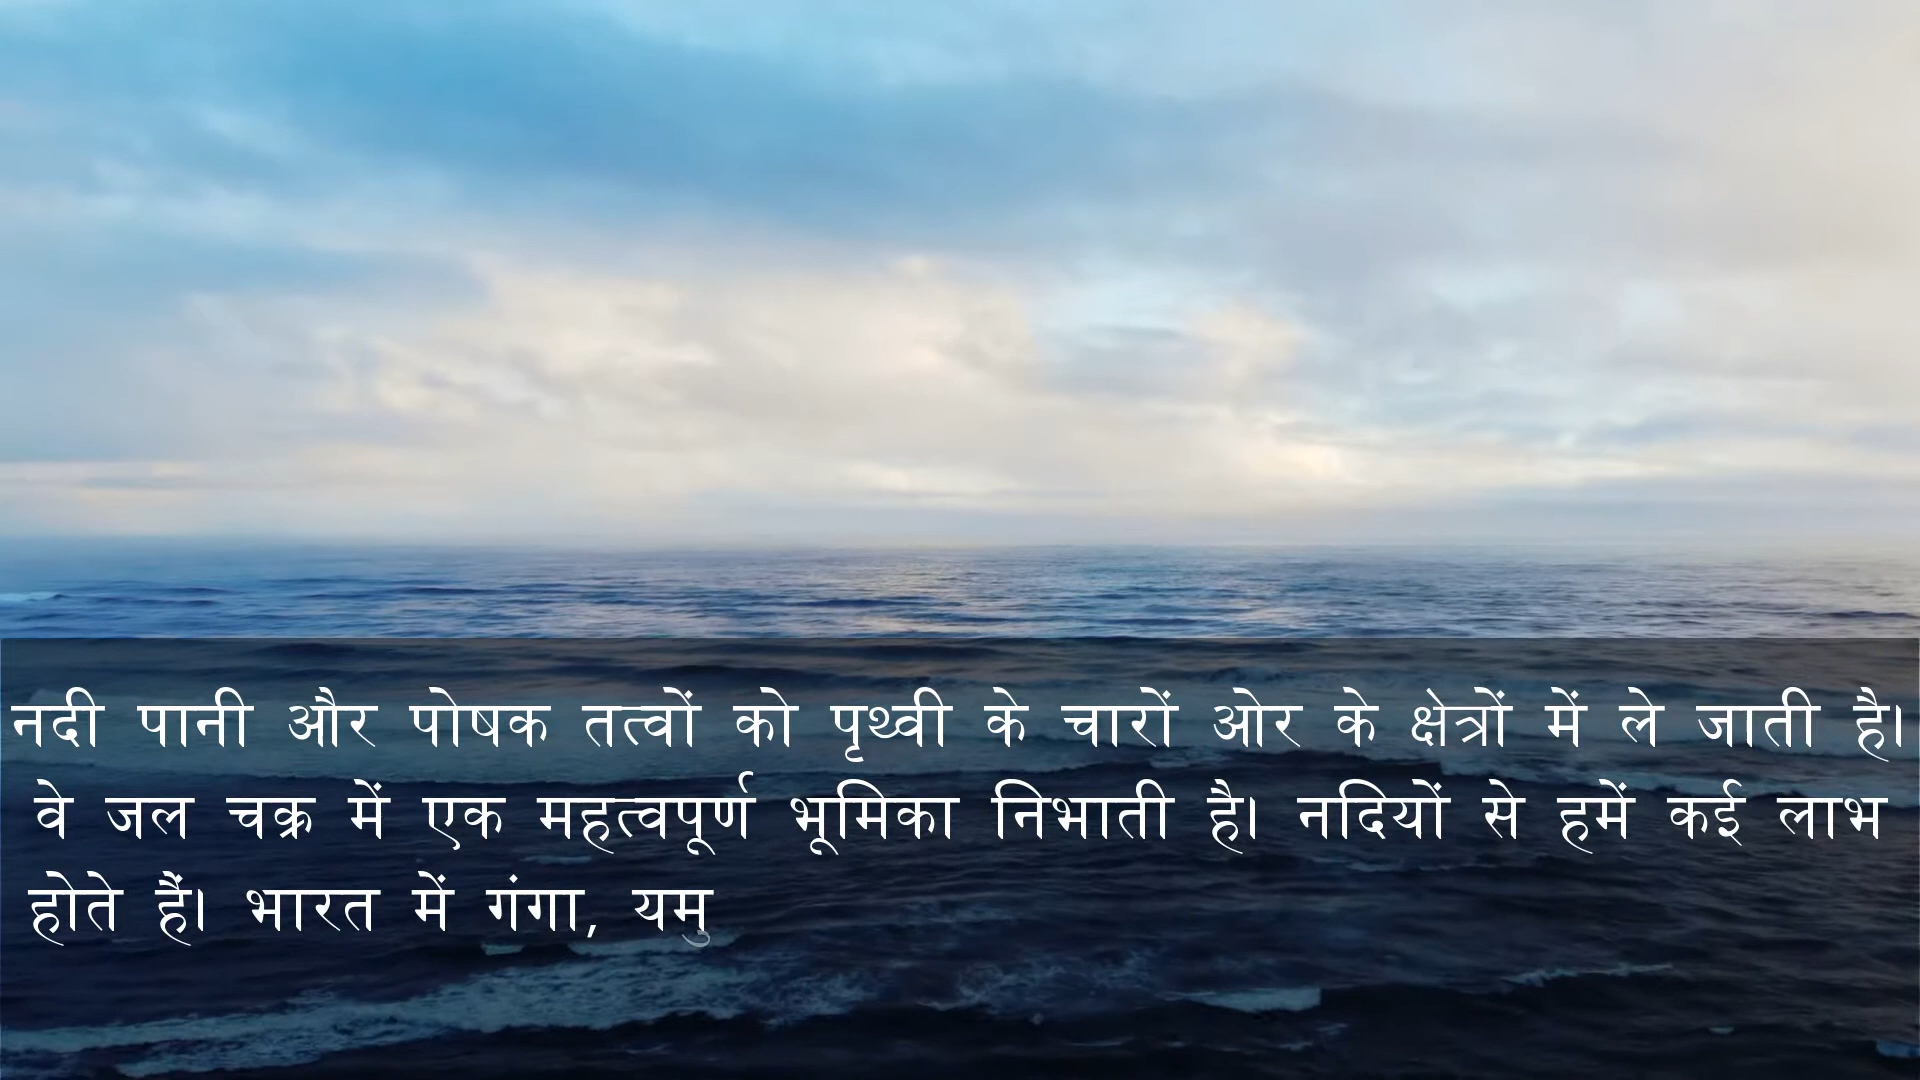 नदी पानी और पोषक तत्वों को पृथ्वी के चारों ओर के क्षेत्रों में ले जाती है।
वे जल चक्र में एक महत्वपूर्ण भूमिका निभाती है। नदियों से हमें कई लाभ
होते हैं। भारत में गंगा, यमु